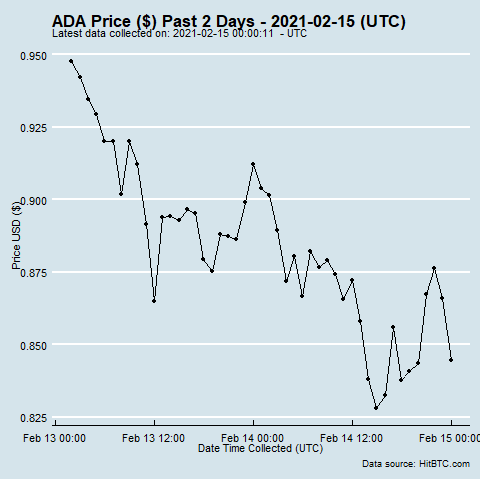 ADA Price ($) Past 2 Days - 2021-02-15 (UTC)
Latest data collected on: 2021-02-15 00:00:11  - UTC
0.950
0.925
0.900
0.875
0.850
0.825
Price USD ($)
Feb 13 00:00 Feb 13 12:00 Feb 14 00:00 Feb 14 12:00 Feb 15 00:00
Date Time Collected (UTC)
Data source: HitBTC.com